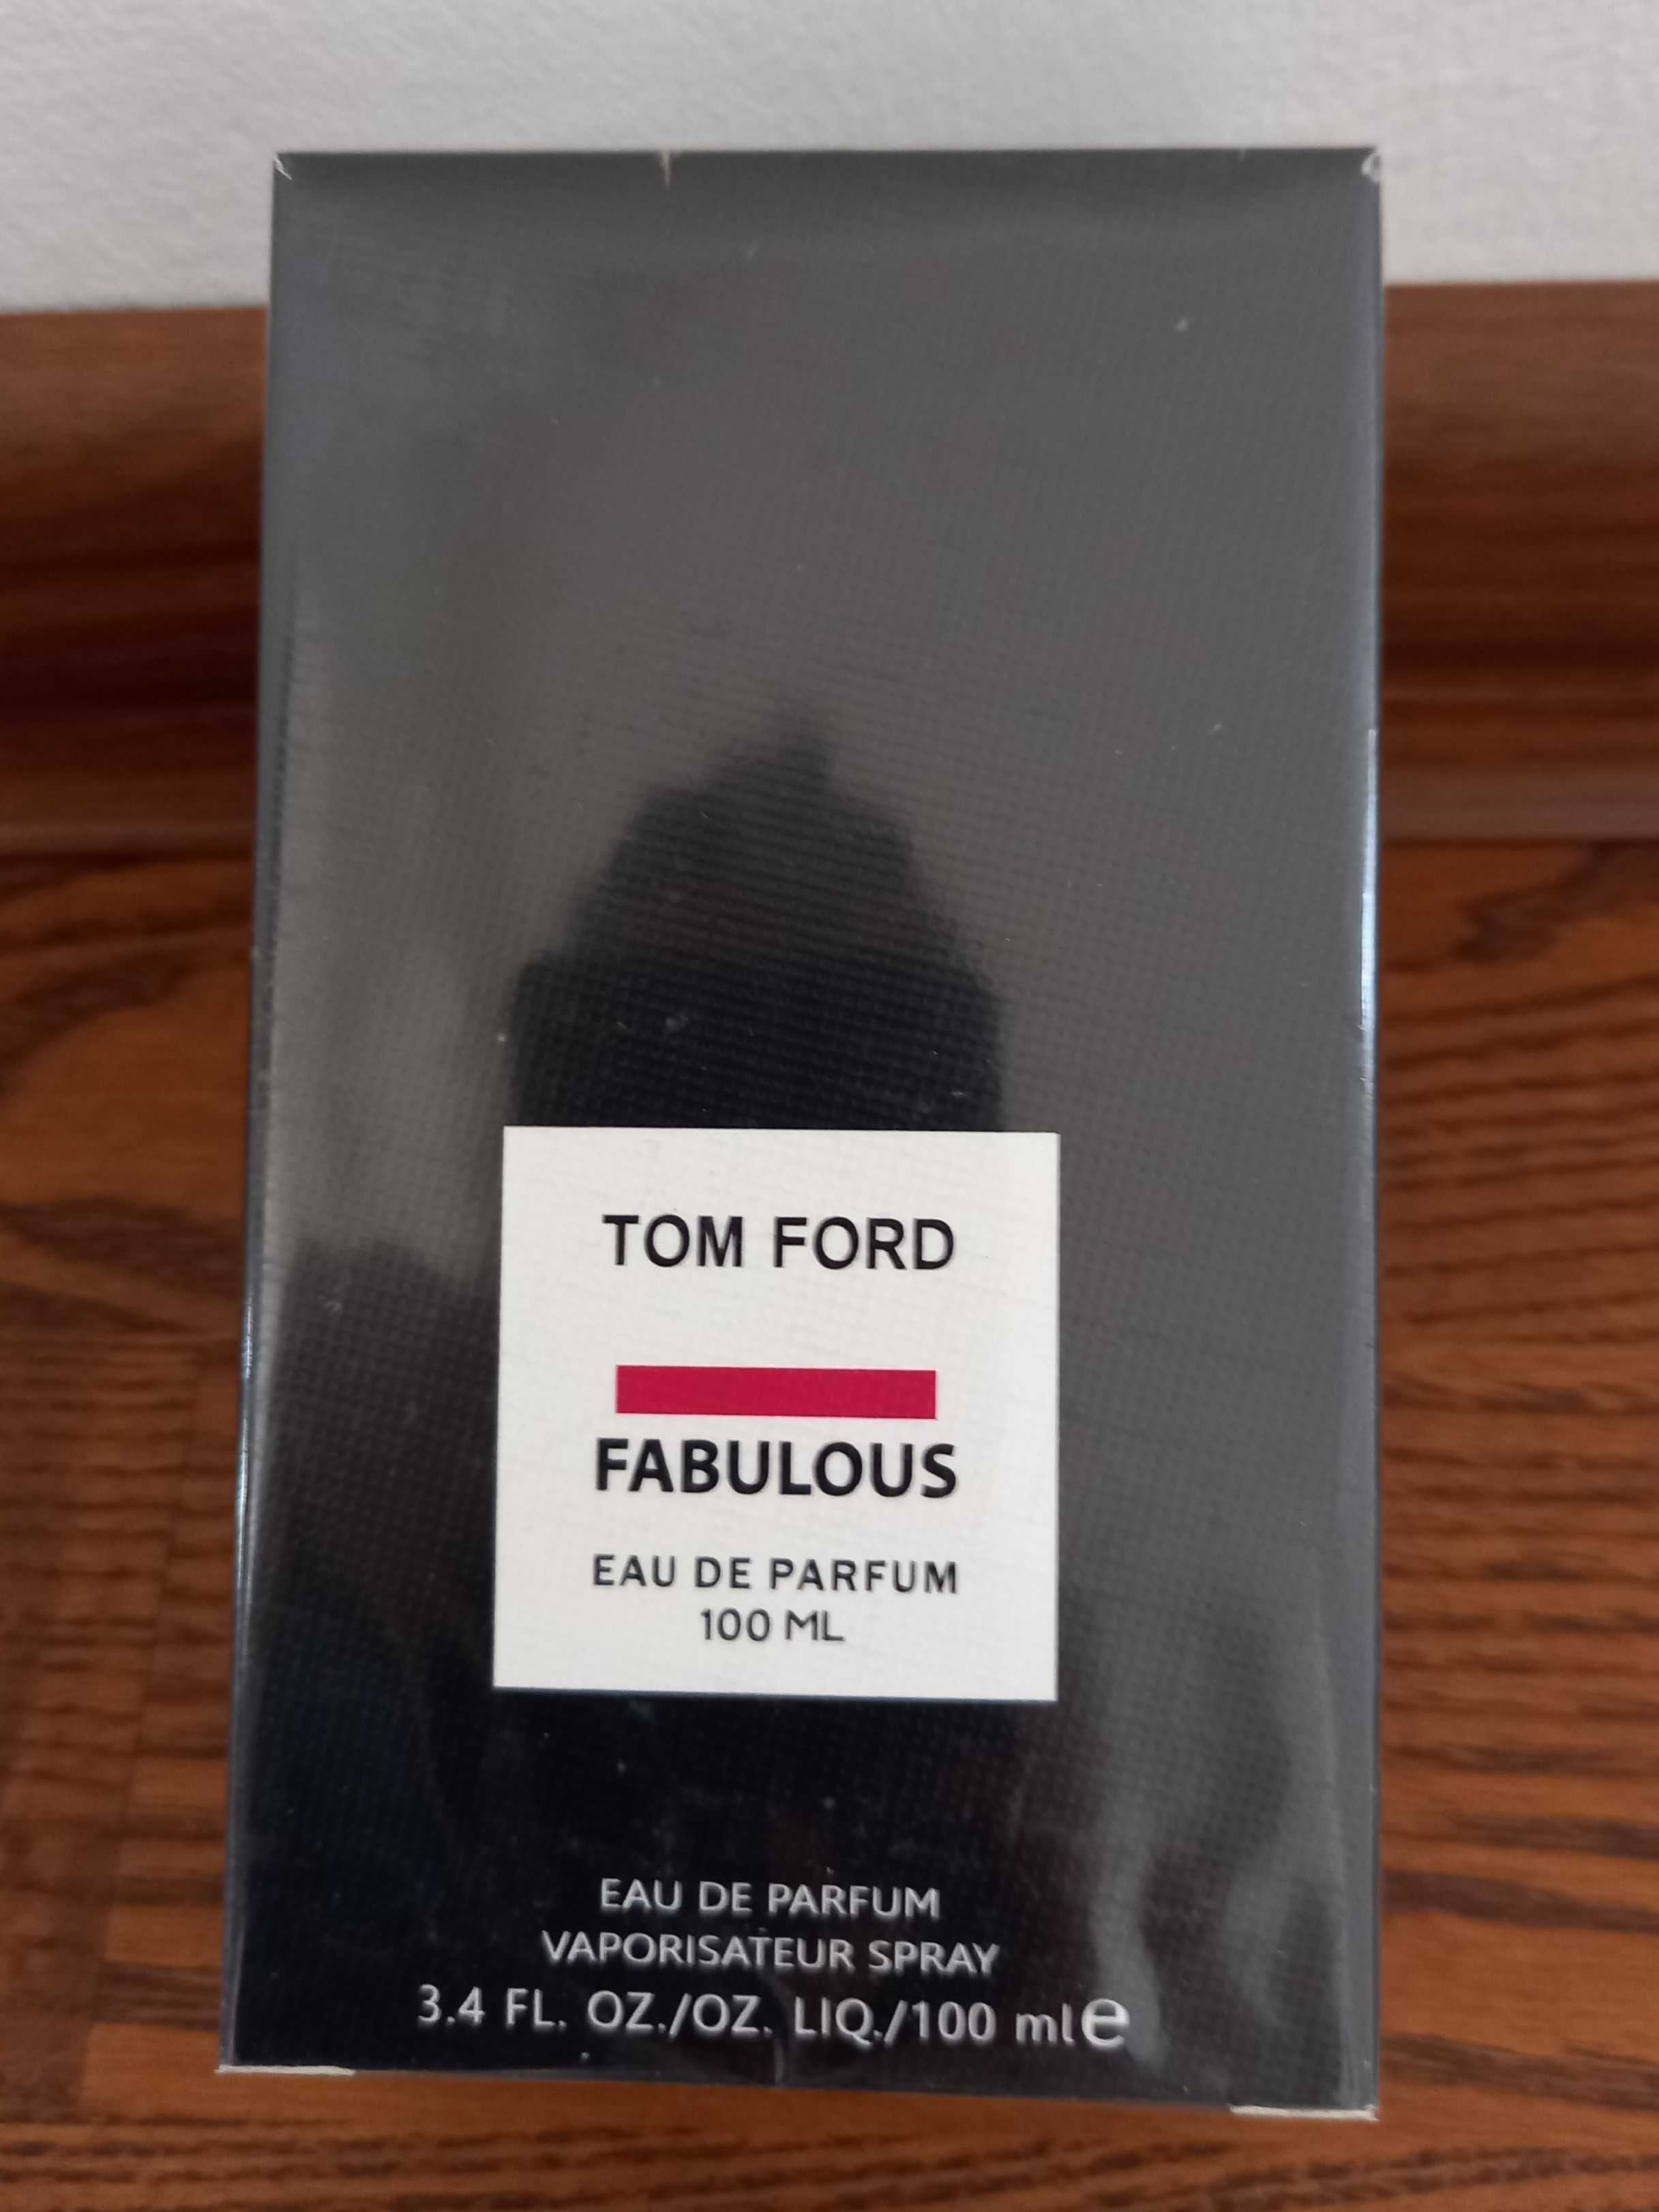 TOM FORD
FABULOUS
EAU DE PARFUM
100 ML
EAU DE PARFUM
VAPORISATEUR SPRAY
3.4 FL. OZ./OZ. LIQ./100 ml e